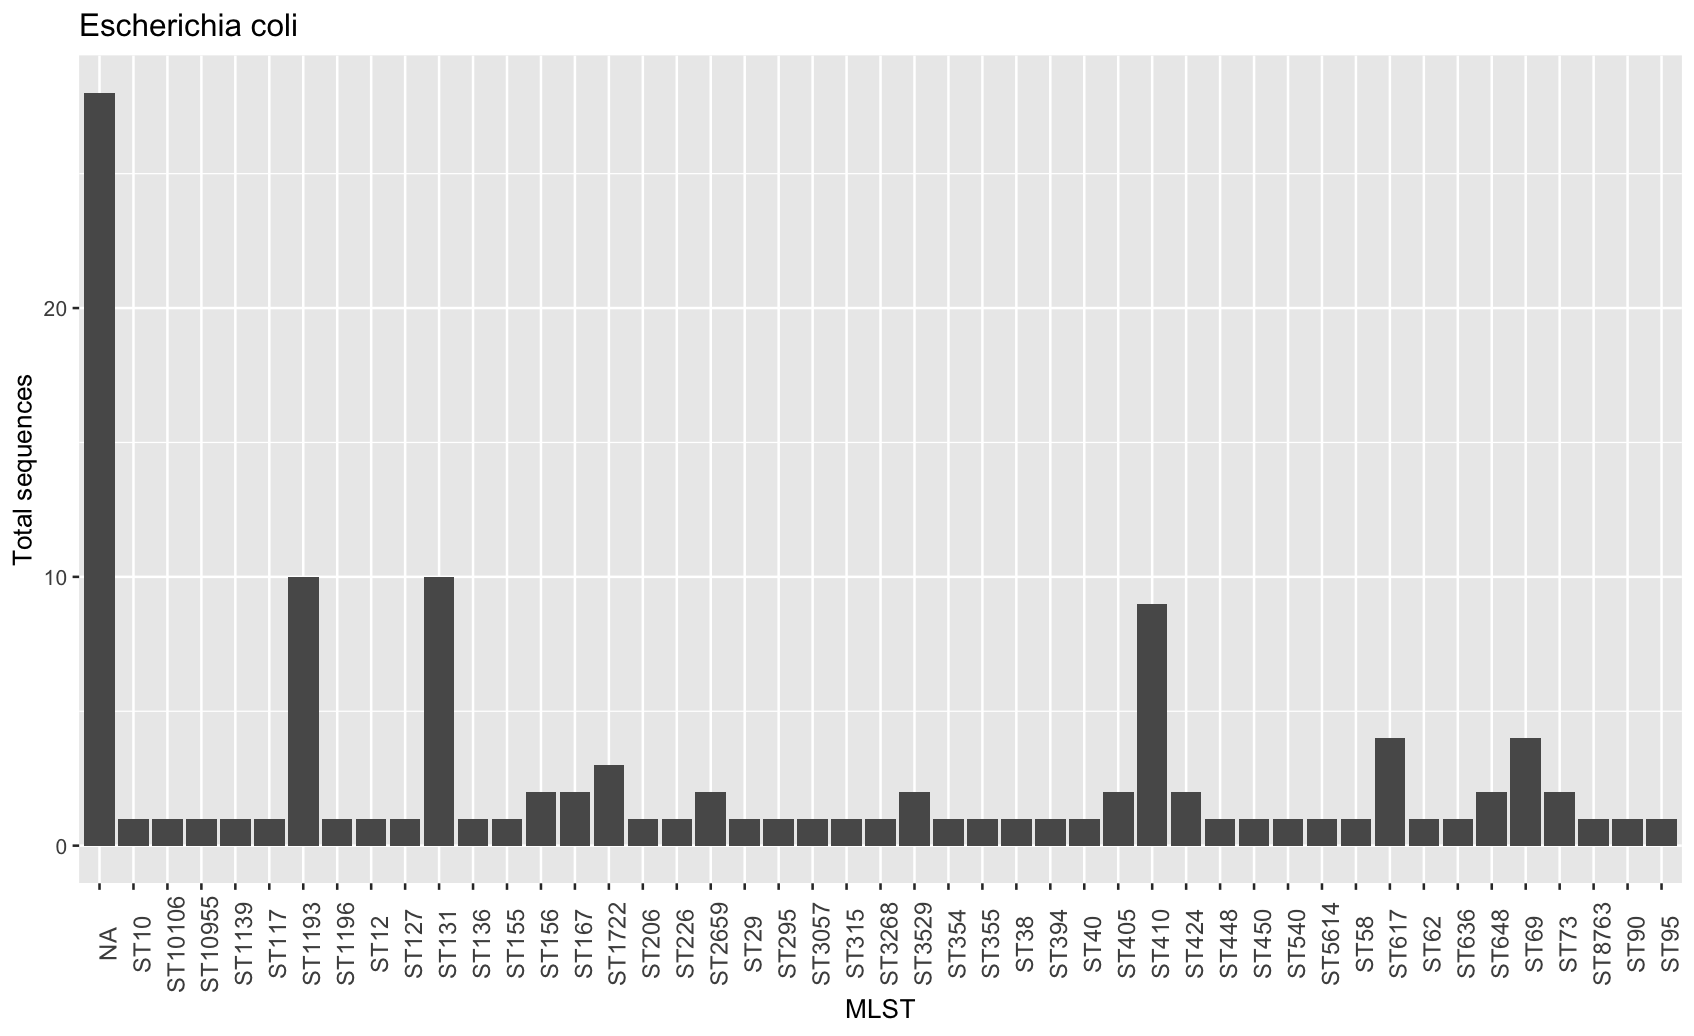 Escherichia coli
Total sequences
20
10
0
NA
ST10
ST10106
ST10955
ST1139
ST117
ST1193
ST1196
ST12
ST127
ST131
ST136
ST155
ST156
ST167
ST1722
ST206
ST226
ST2659
ST29
ST295
ST3057
ST315
ST3268
ST3529
ST354
ST355
ST38
ST394
ST40
ST405
ST410
ST424
ST448
ST450
ST540
ST5614
ST58
ST617
ST62
ST636
ST648
ST69
ST73
ST8763
ST90
ST95
MLST